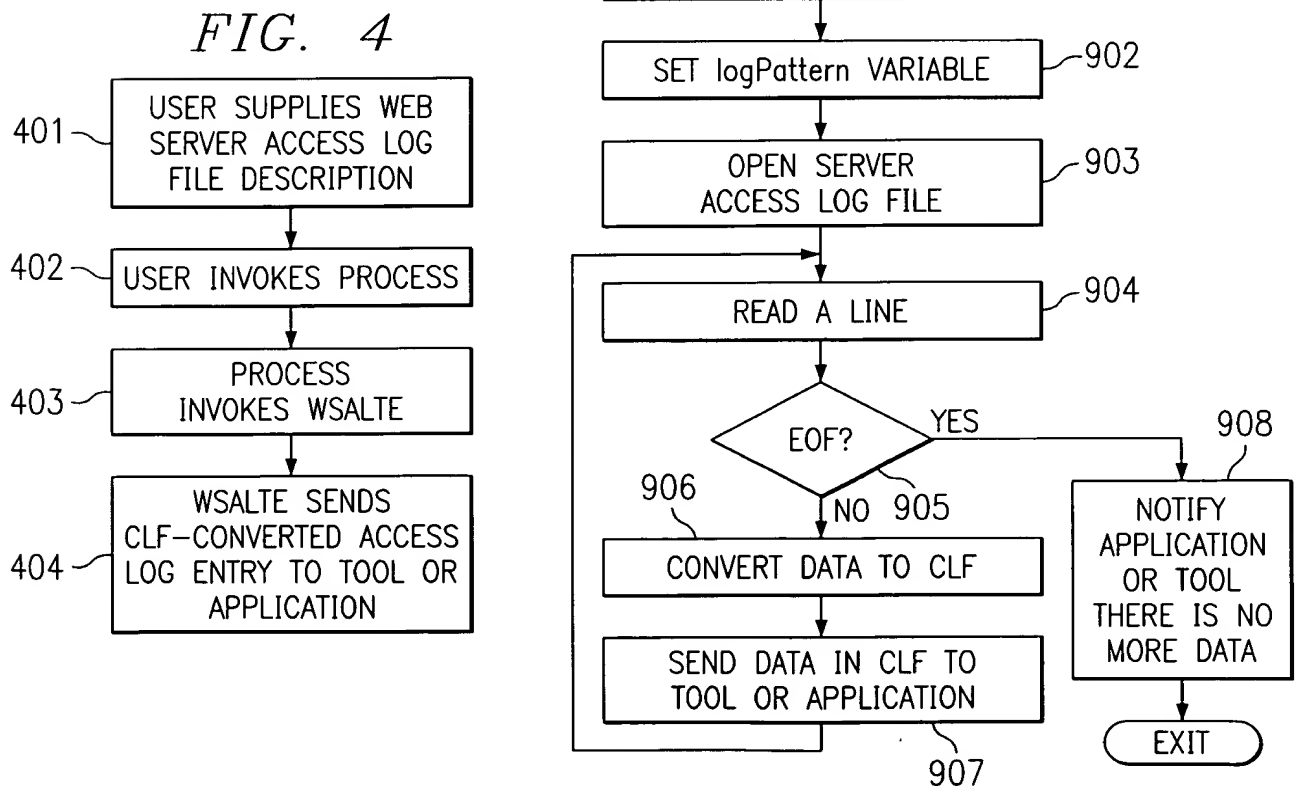 FIG. 4
401
USER SUPPLIES WEB
SERVER ACCESS LOG
FILE DESCRIPTION
402
USER INVOKES PROCESS
403
PROCESS
INVOKES WSALTE
404
WSALTE SENDS
CLF-CONVERTED ACCESS
LOG ENTRY TO TOOL OR
APPLICATION
SET logPattern VARIABLE
902
OPEN SERVER
ACCESS LOG FILE
903
READ A LINE
904
EOF?
YES
905
NO
906
CONVERT DATA TO CLF
SEND DATA IN CLF TO
TOOL OR APPLICATION
907
908
NOTIFY
APPLICATION
OR TOOL
THERE IS NO
MORE DATA
EXIT